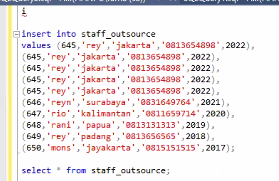 i
insert into staff_outsource
values (645,'rey','jakarta','0813654898',2022),
(645,'rey','jakarta','0813654898',2022),
(645,'rey','jakarta','0813654898',2022),
(645,'rey','jakarta','0813654898',2022),
(645,'rey','jakarta','0813654898',2022),
(646,'reyn','surabaya','0831649764',2021),
(647,'rio','kalimantan','0811659714',2020),
(648,'rani','papua','0813131313',2019),
(649,'rey','padang','0813656565',2018),
(650,'mons','jayakarta','0815151515',2017);
select * from staff_outsource;